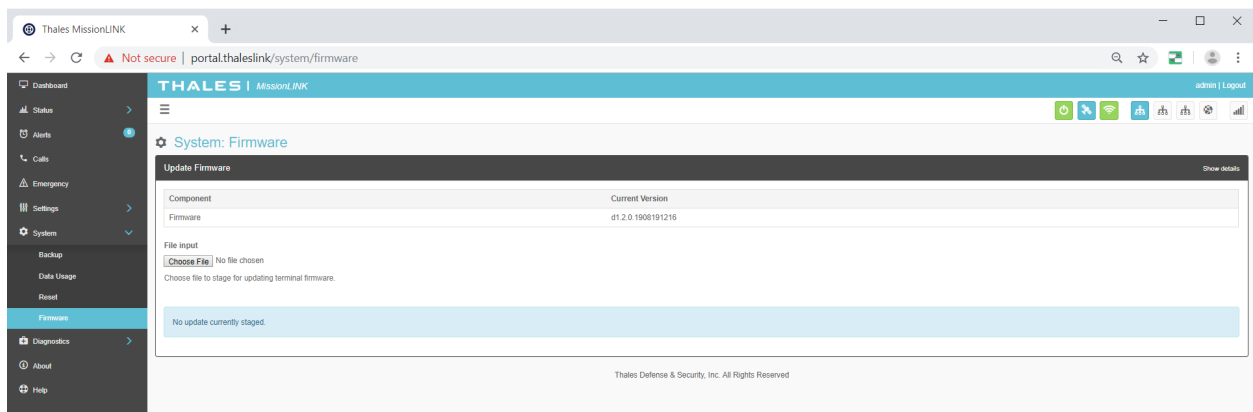 Thales MissionLINK
Not secure | portal.thaleslink/system/firmware
Dashboard
THALES | MissionLINK
admin | Logout
Status
Alerts
0
Calls
Emergency
Settings
System
Backup
Data Usage
Reset
Firmware
Diagnostics
About
Help
System: Firmware
Update Firmware
Show details
Component Current Version
Firmware d1.2.0.1908191216
File input
Choose File No file chosen
Choose file to stage for updating terminal firmware.
No update currently staged.
Thales Defense & Security, Inc. All Rights Reserved